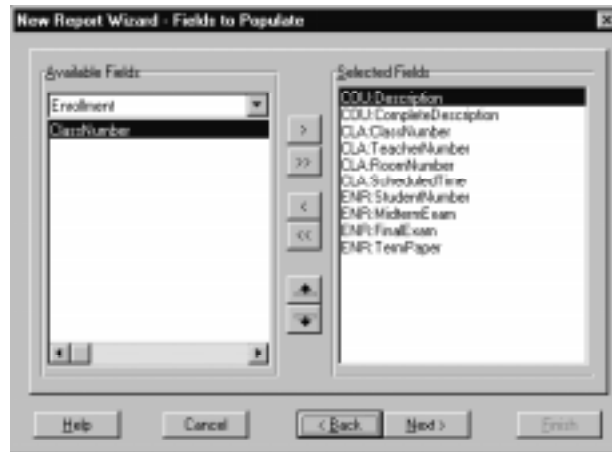 New Report Wizard - Fields to Populate
Available Fields
Enrollment
ClassNumber
>
>>
<
<<
Selected Fields
COU:Description
COU:CompleteDescription
CLA:ClassNumber
CLA:TeacherNumber
CLA:RoomNumber
CLA:ScheduledTime
ENR:StudentNumber
ENR:MidtermExam
ENR:FinalExam
ENR:TermPaper
Help Cancel < Back Next > Finish